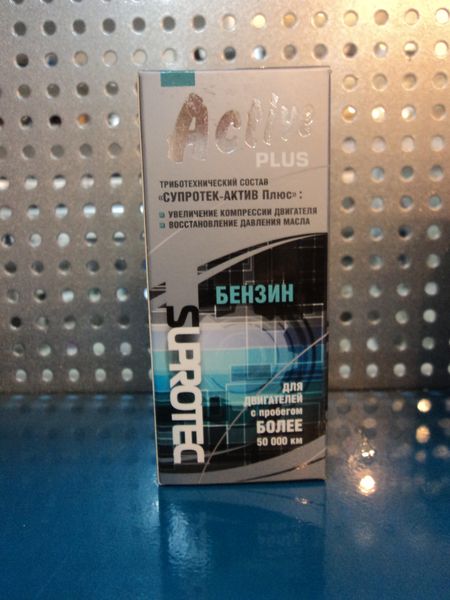 Active
PLUS
ТРИБОТЕХНИЧЕСКИЙ СОСТАВ
«СУПРОТЕК-АКТИВ Плюс» :
УВЕЛИЧЕНИЕ КОМПРЕССИИ ДВИГАТЕЛЯ
ВОССТАНОВЛЕНИЕ ДАВЛЕНИЯ МАСЛА
БЕНЗИН
SUPROTEC
ДЛЯ
ДВИГАТЕЛЕЙ
с пробегом
БОЛЕЕ
50 000 км